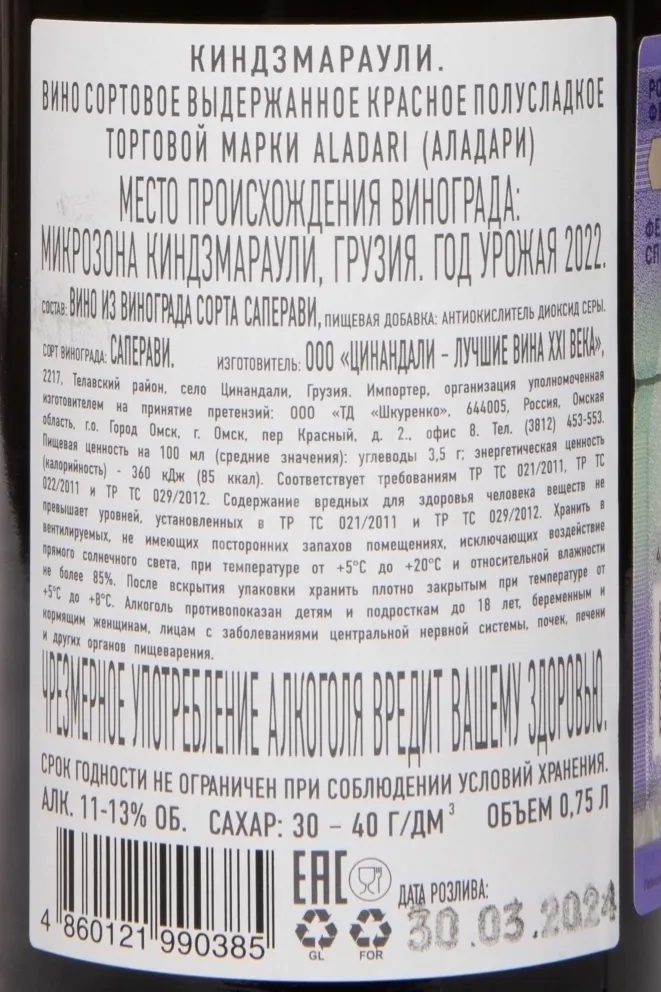 КИНДЗМАРАУЛИ.
ВИНО СОРТОВОЕ ВЫДЕРЖАННОЕ КРАСНОЕ ПОЛУСЛАДКОЕ
ТОРГОВОЙ МАРКИ ALADARI (АЛАДАРИ)
МЕСТО ПРОИСХОЖДЕНИЯ ВИНОГРАДА:
МИКРОЗОНА КИНДЗМАРАУЛИ, ГРУЗИЯ. ГОД УРОЖАЯ 2022.
СОСТАВ: ВИНО ИЗ ВИНОГРАДА СОРТА САПЕРАВИ, ПИЩЕВАЯ ДОБАВКА: АНТИОКИСЛИТЕЛЬ ДИОКСИД СЕРЫ.
СОРТ ВИНОГРАДА: САПЕРАВИ. ИЗГОТОВИТЕЛЬ: ООО «ЦИНАНДАЛИ – ЛУЧШИЕ ВИНА XXI ВЕКА»,
2217, Телавский район, село Цинандали, Грузия. Импортер, организация уполномоченная
изготовителем на принятие претензий: ООО «ТД «Шкуренко», 644005, Россия, Омская
область, г.о. Город Омск, г. Омск, пер Красный, д. 2., офис 8. Тел. (3812) 453-553.
Пищевая ценность на 100 мл (средние значения): углеводы 3,5 г; энергетическая ценность
(калорийность) - 360 кДж (85 ккал). Соответствует требованиям ТР ТС 021/2011, ТР ТС
022/2011 и ТР ТС 029/2012. Содержание вредных для здоровья человека веществ не
превышает уровней, установленных в ТР ТС 021/2011 и ТР ТС 029/2012. Хранить в
вентилируемых, не имеющих посторонних запахов помещениях, исключающих воздействие
прямого солнечного света, при температуре от +5°С до +20°С и относительной влажности
не более 85%. После вскрытия упаковки хранить плотно закрытым при температуре от
+5°С до +8°С. Алкоголь противопоказан детям и подросткам до 18 лет, беременным и
кормящим женщинам, лицам с заболеваниями центральной нервной системы, почек, печени
и других органов пищеварения.
ЧРЕЗМЕРНОЕ УПОТРЕБЛЕНИЕ АЛКОГОЛЯ ВРЕДИТ ВАШЕМУ ЗДОРОВЬЮ.
СРОК ГОДНОСТИ НЕ ОГРАНИЧЕН ПРИ СОБЛЮДЕНИИ УСЛОВИЙ ХРАНЕНИЯ.
АЛК. 11-13% ОБ. САХАР: 30 – 40 Г/ДМ³ ОБЪЕМ 0,75 Л
EAC
ДАТА РОЗЛИВА:
30.03.2024
GL FOR
4 860121 990385